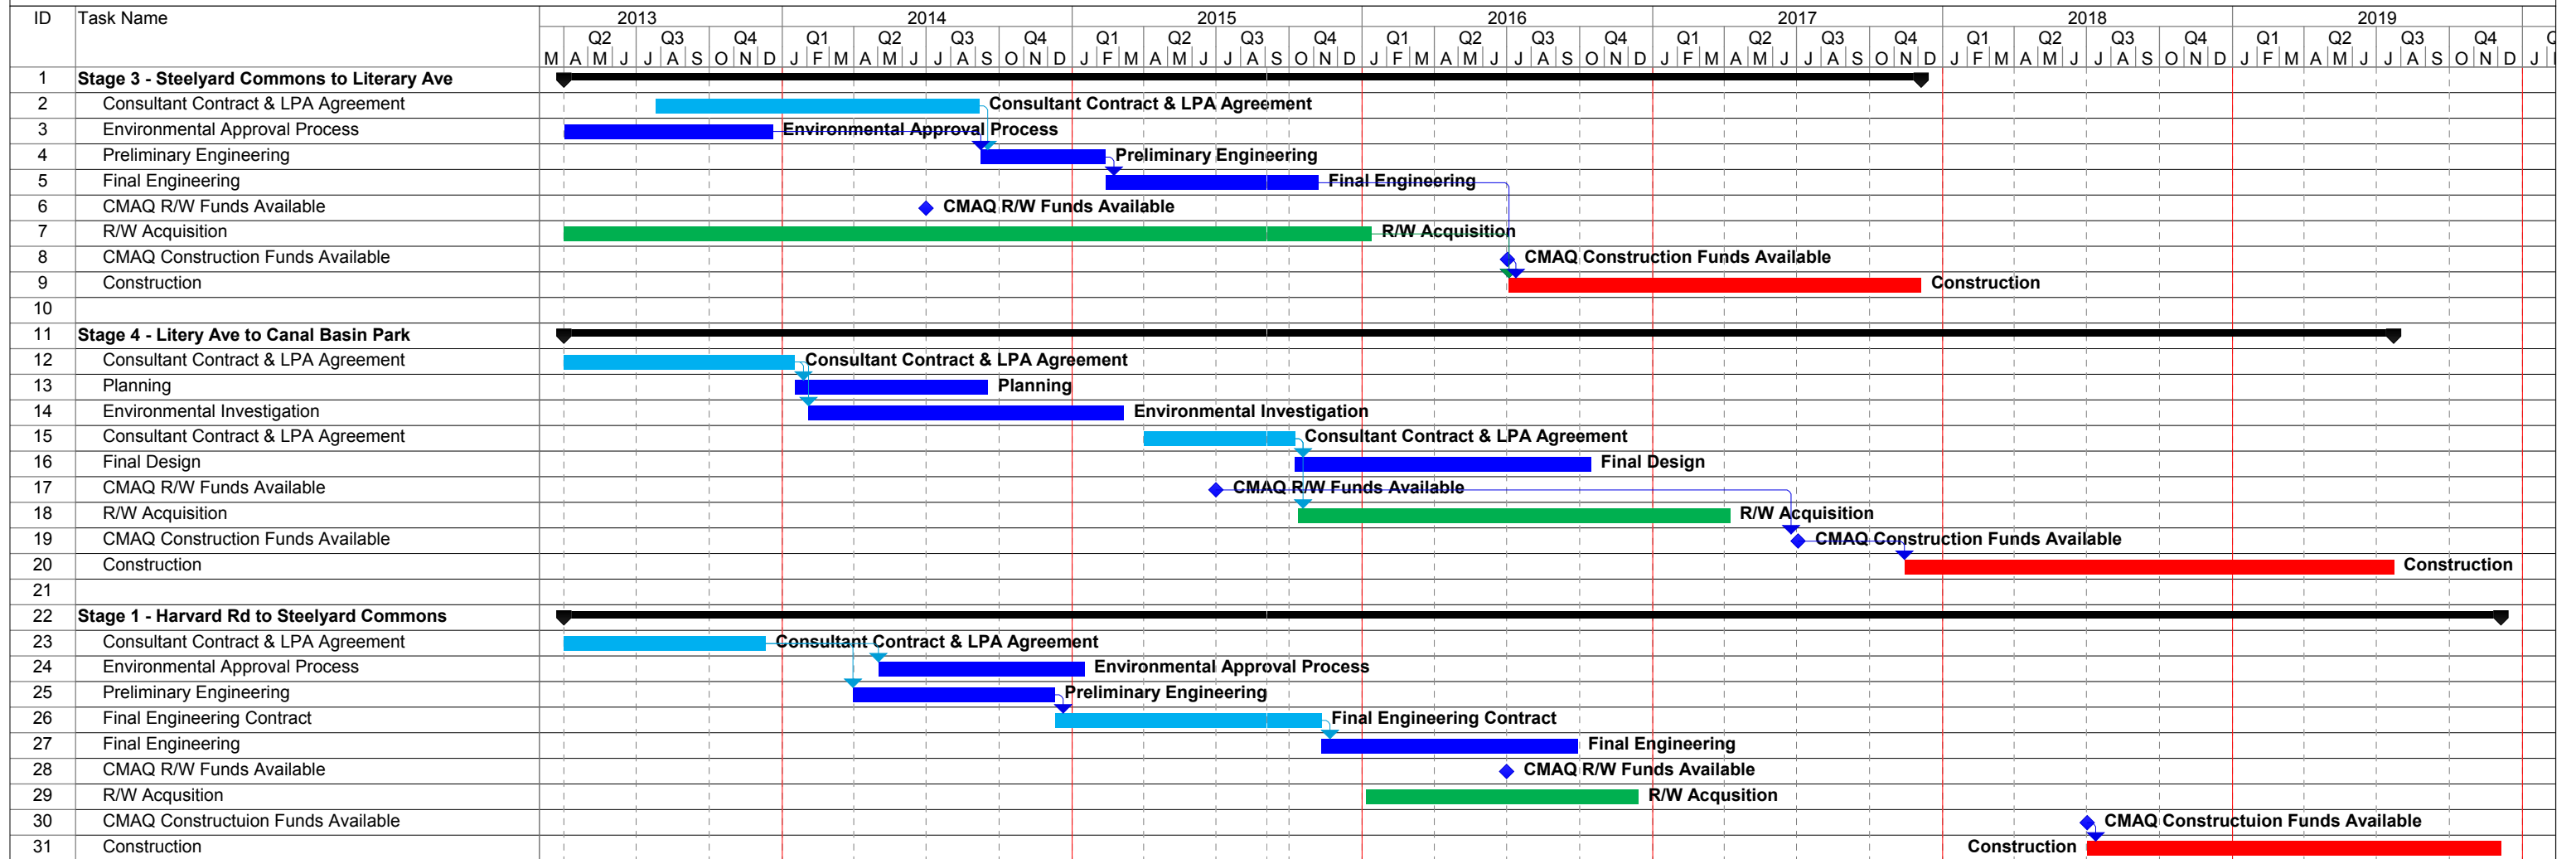 ID Task Name 2013 2014 2015 2016 2017 2018 2019
Q2 Q3 Q4 Q1 Q2 Q3 Q4 Q1 Q2 Q3 Q4 Q1 Q2 Q3 Q4 Q1 Q2 Q3 Q4 Q1 Q2 Q3 Q4 Q1 Q2 Q3 Q4
M A M J J A S O N D J F M A M J J A S O N D J F M A M J J A S O N D J F M A M J J A S O N D J F M A M J J A S O N D J F M A M J J A S O N D J F M A M J J A S O N D J
1 Stage 3 - Steelyard Commons to Literary Ave
2 Consultant Contract & LPA Agreement Consultant Contract & LPA Agreement
3 Environmental Approval Process Environmental Approval Process
4 Preliminary Engineering Preliminary Engineering
5 Final Engineering Final Engineering
6 CMAQ R/W Funds Available CMAQ R/W Funds Available
7 R/W Acquisition R/W Acquisition
8 CMAQ Construction Funds Available CMAQ Construction Funds Available
9 Construction Construction
10
11 Stage 4 - Litery Ave to Canal Basin Park
12 Consultant Contract & LPA Agreement Consultant Contract & LPA Agreement
13 Planning Planning
14 Environmental Investigation Environmental Investigation
15 Consultant Contract & LPA Agreement Consultant Contract & LPA Agreement
16 Final Design Final Design
17 CMAQ R/W Funds Available CMAQ R/W Funds Available
18 R/W Acquisition R/W Acquisition
19 CMAQ Construction Funds Available CMAQ Construction Funds Available
20 Construction Construction
21
22 Stage 1 - Harvard Rd to Steelyard Commons
23 Consultant Contract & LPA Agreement Consultant Contract & LPA Agreement
24 Environmental Approval Process Environmental Approval Process
25 Preliminary Engineering Preliminary Engineering
26 Final Engineering Contract Final Engineering Contract
27 Final Engineering Final Engineering
28 CMAQ R/W Funds Available CMAQ R/W Funds Available
29 R/W Acqusition R/W Acqusition
30 CMAQ Constructuion Funds Available CMAQ Constructuion Funds Available
31 Construction Construction